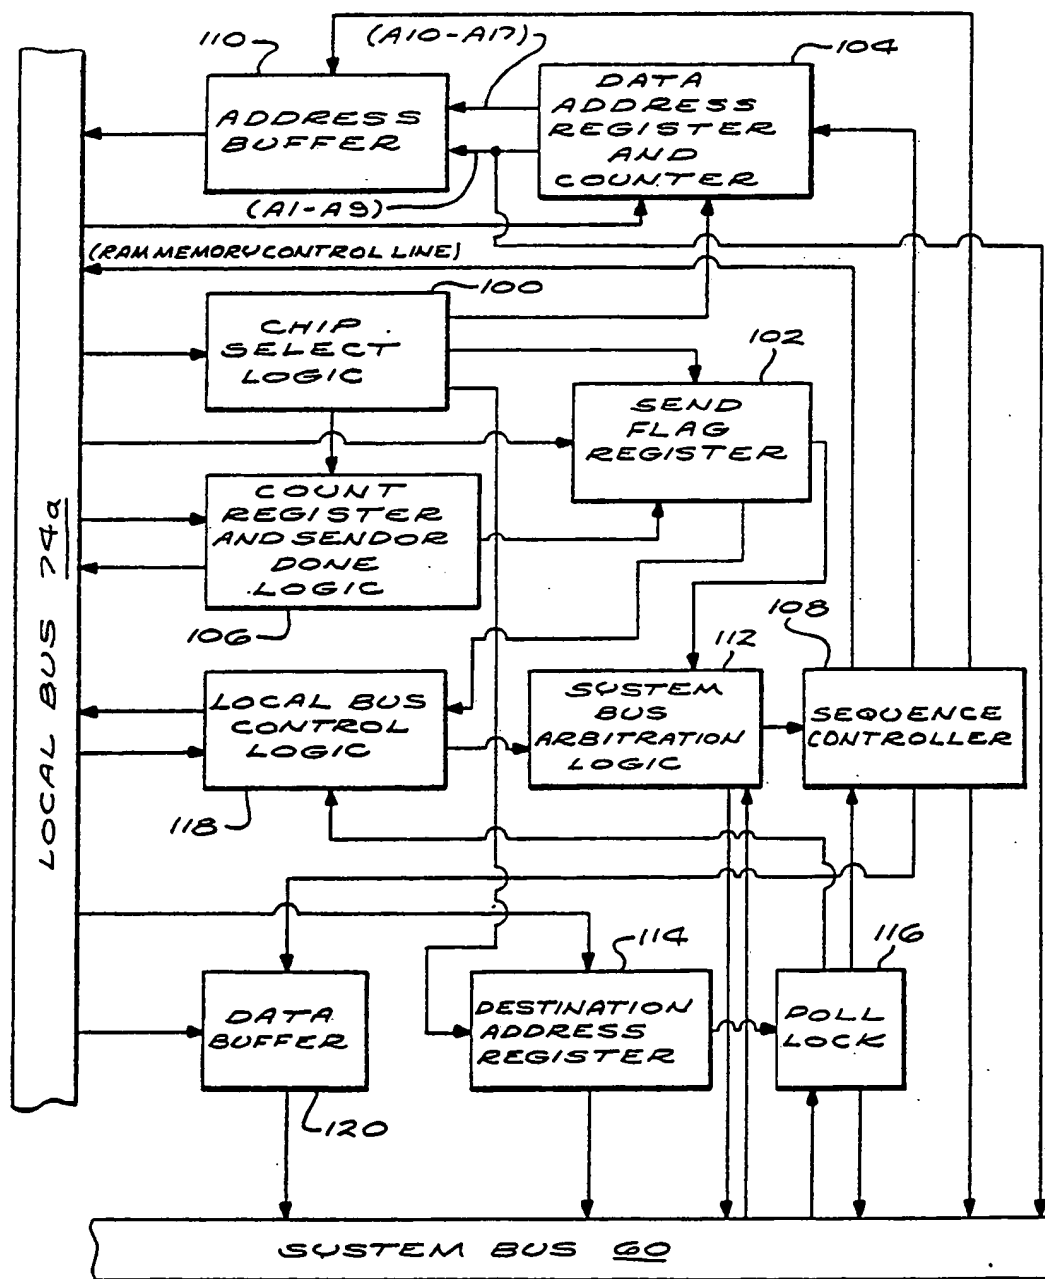 110
(A10-A17)
104
ADDRESS
BUFFER
DATA
ADDRESS
REGISTER
AND
COUNTER
(A1-A9)
(RAM MEMORY CONTROL LINE)
100
CHIP
SELECT
LOGIC
102
SEND
FLAG
REGISTER
COUNT
REGISTER
AND SENDOR
DONE
LOGIC
106
LOCAL BUS 74a
112
108
LOCAL BUS
CONTROL
LOGIC
SYSTEM
BUS
ARBITRATION
LOGIC
SEQUENCE
CONTROLLER
118
114
116
DATA
BUFFER
DESTINATION
ADDRESS
REGISTER
POLL
LOCK
120
SYSTEM BUS 60